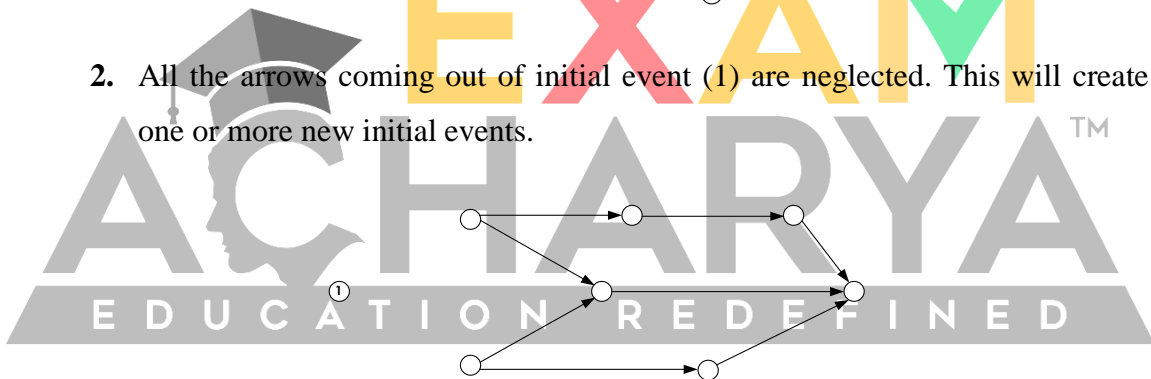 EXAM
2. All the arrows coming out of initial event (1) are neglected. This will create
one or more new initial events.
ACHARYA TM
1
EDUCATION REDEFINED